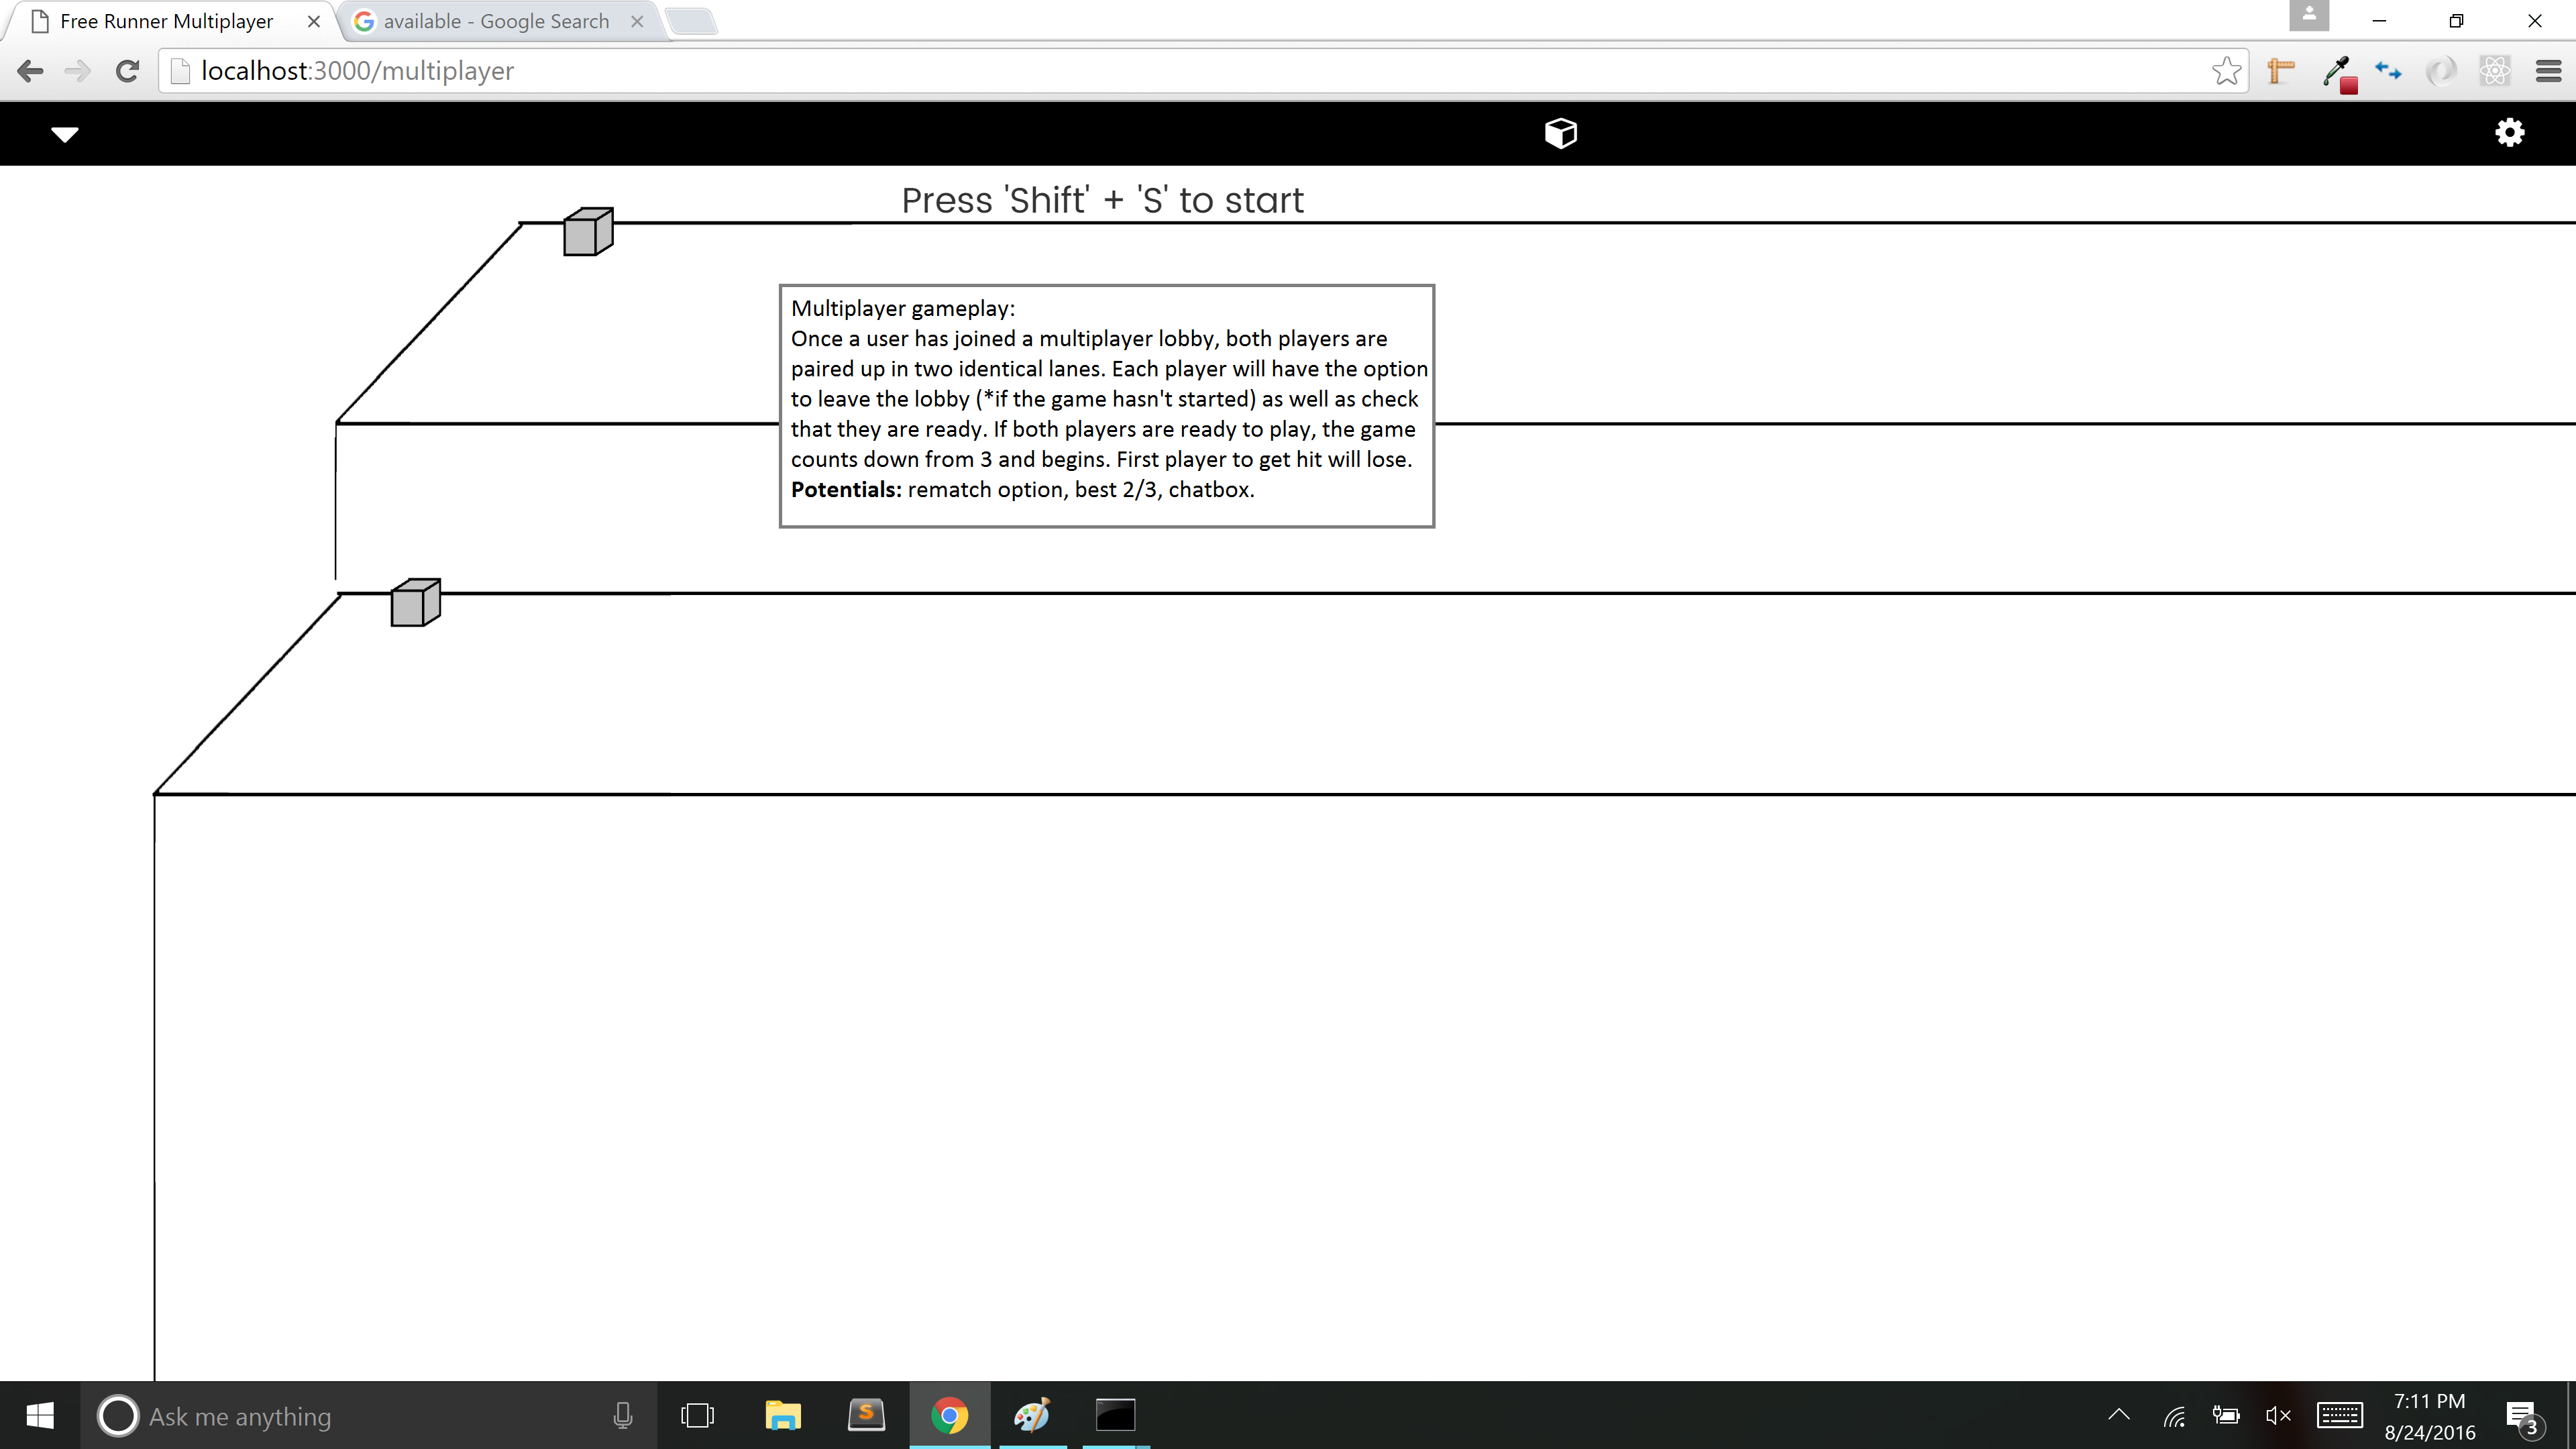 Free Runner Multiplayer
available - Google Search
localhost:3000/multiplayer
Press 'Shift' + 'S' to start
Multiplayer gameplay:
Once a user has joined a multiplayer lobby, both players are
paired up in two identical lanes. Each player will have the option
to leave the lobby (*if the game hasn't started) as well as check
that they are ready. If both players are ready to play, the game
counts down from 3 and begins. First player to get hit will lose.
Potentials: rematch option, best 2/3, chatbox.
Ask me anything
S
7:11 PM
8/24/2016
3